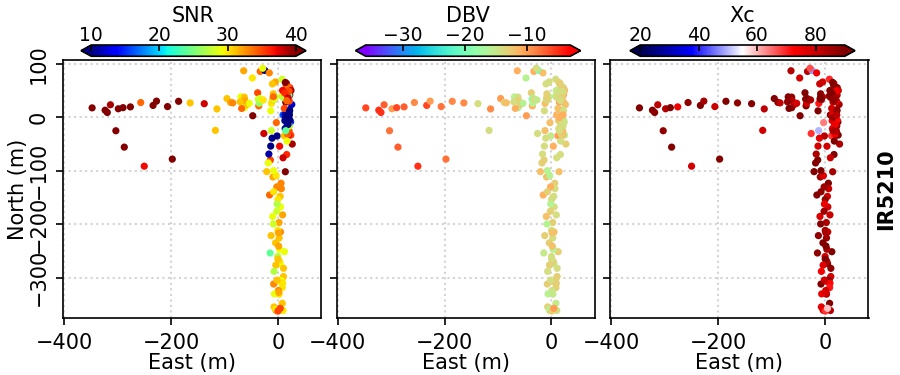 SNR DBV Xc
10 20 30 40 −30 −20 −10 20 40 60 80
100
0
−100
−200
−300
North (m)
−400 −200 0 −400 −200 0 −400 −200 0
East (m) East (m) East (m)
IR5210